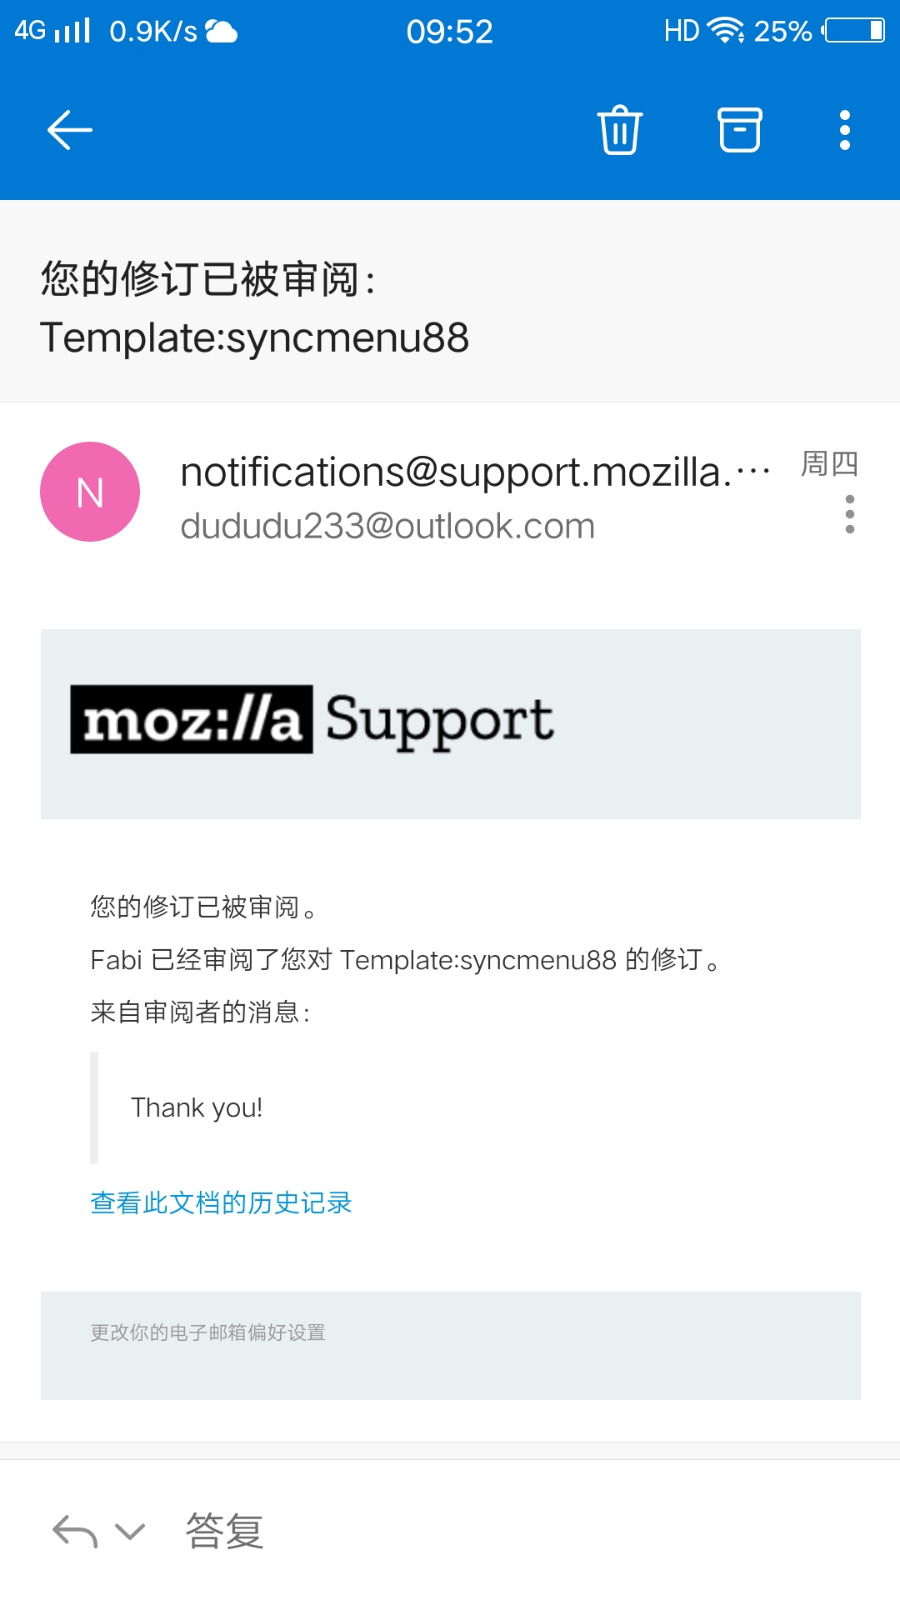 4G 0.9K/s 09:52 HD 25%
您的修订已被审阅：
Template:syncmenu88
N
notifications@support.mozilla.… 周四
dududu233@outlook.com
moz://a Support
您的修订已被审阅。
Fabi 已经审阅了您对 Template:syncmenu88 的修订。
来自审阅者的消息：
Thank you!
查看此文档的历史记录
更改你的电子邮箱偏好设置
答复